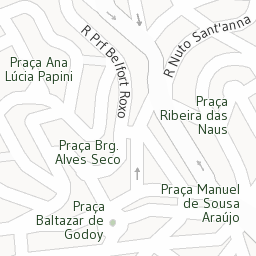 R Prf Belfort Roxo
R Nuto Sant'anna
Praça Ana
Lúcia Papini
Praça
Ribeira das
Naus
Praça Brg.
Alves Seco
Praça Manuel
de Sousa
Araújo
Praça
Baltazar de
Godoy